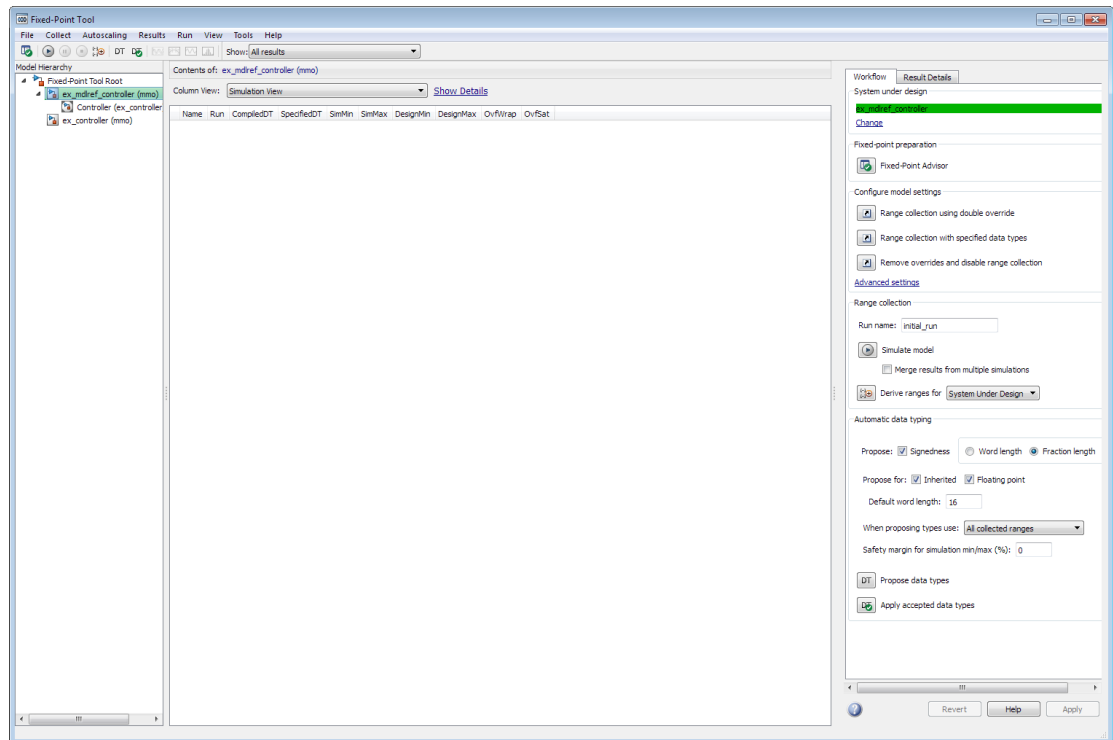 Fixed-Point Tool
File Collect Autoscaling Results Run View Tools Help
DT Show: All results
Model Hierarchy
Fixed-Point Tool Root
ex_mdlref_controller (mmo)
Controller (ex_controller
ex_controller (mmo)
Contents of: ex_mdlref_controller (mmo)
Column View: Simulation View Show Details
Name Run CompiledDT SpecifiedDT SimMin SimMax DesignMin DesignMax OvfWrap OvfSat
Workflow Result Details
System under design
ex_mdlref_controller
Change
Fixed-point preparation
Fixed-Point Advisor
Configure model settings
Range collection using double override
Range collection with specified data types
Remove overrides and disable range collection
Advanced settings
Range collection
Run name: initial_run
Simulate model
Merge results from multiple simulations
Derive ranges for System Under Design
Automatic data typing
Propose: Signedness Word length Fraction length
Propose for: Inherited Floating point
Default word length: 16
When proposing types use: All collected ranges
Safety margin for simulation min/max (%): 0
DT Propose data types
DT Apply accepted data types
Revert Help Apply